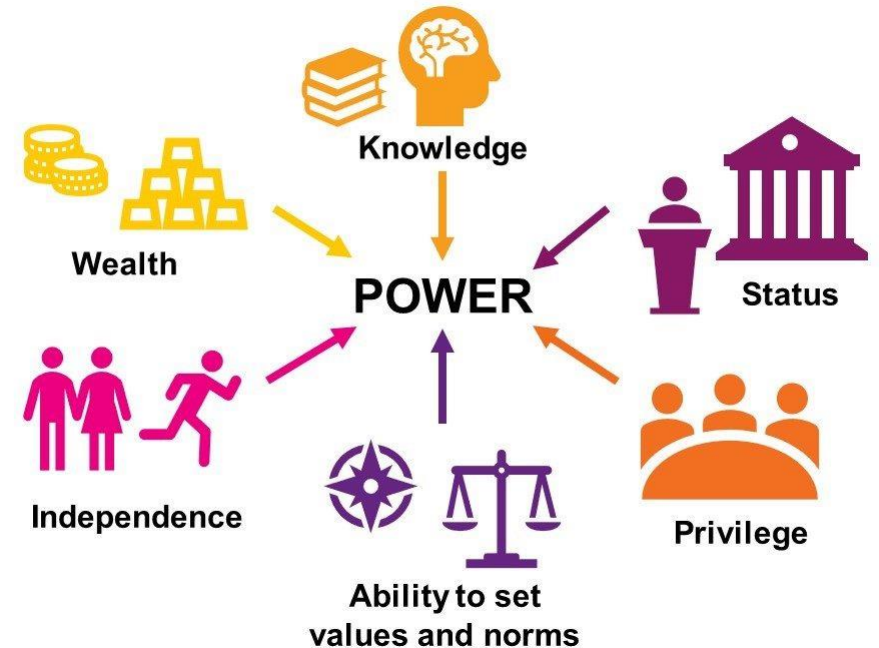 Knowledge
Wealth
POWER
Status
Independence
Privilege
Ability to set
values and norms